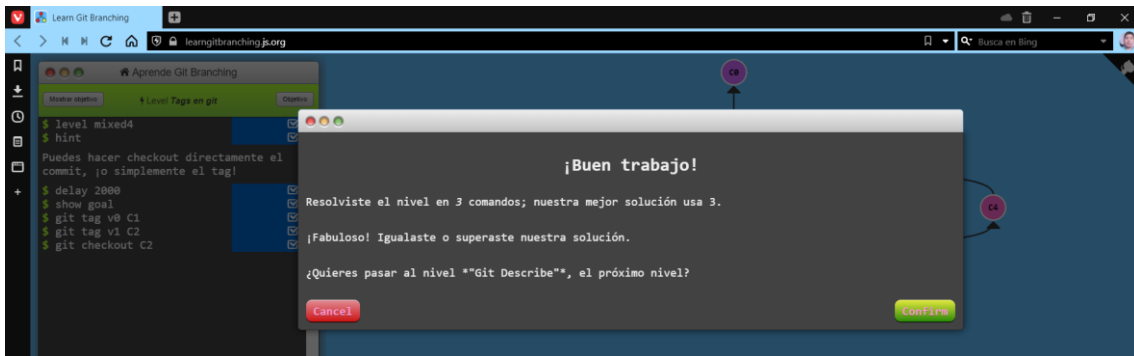 Learn Git Branching
learngitbranching.js.org
Busca en Bing
Aprende Git Branching
Mostrar objetivo
Level Tags en git
Objetivo
$ level mixed4
$ hint
Puedes hacer checkout directamente el
commit, ¡o simplemente el tag!
$ delay 2000
$ show goal
$ git tag v0 C1
$ git tag v1 C2
$ git checkout C2
C0
¡Buen trabajo!
Resolviste el nivel en 3 comandos; nuestra mejor solución usa 3.
¡Fabuloso! Igualaste o superaste nuestra solución.
¿Quieres pasar al nivel *"Git Describe"*, el próximo nivel?
Cancel
Confirm
C4